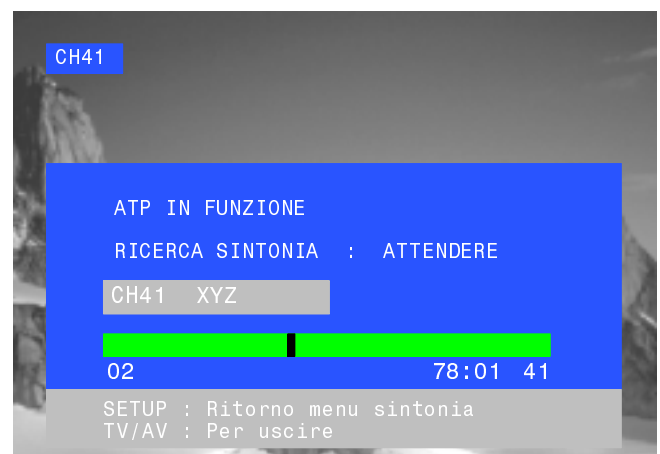 CH41
ATP IN FUNZIONE
RICERCA SINTONIA : ATTENDERE
CH41 XYZ
02 78:01 41
SETUP : Ritorno menu sintonia
TV/AV : Per uscire